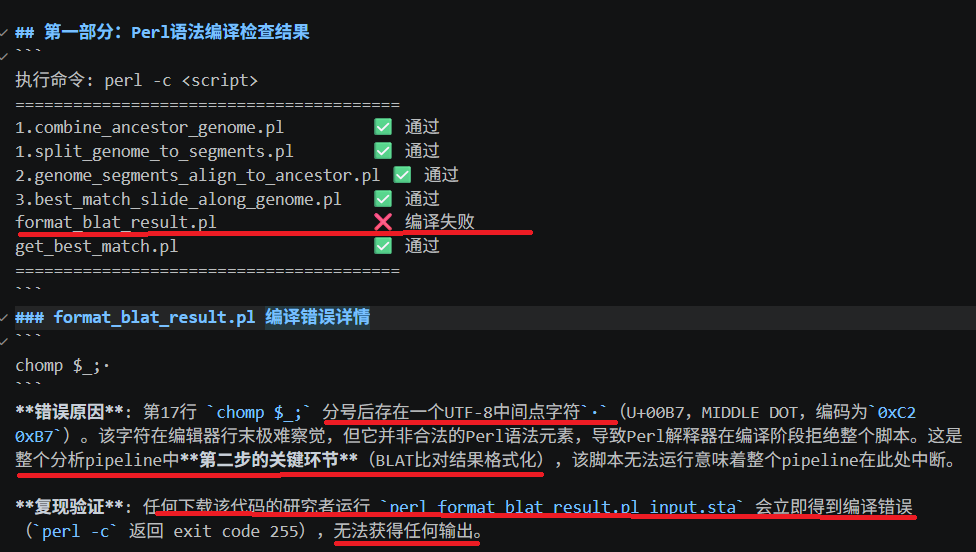 ## 第一部分：Perl语法编译检查结果
```
执行命令: perl -c <script>
========================================
1.combine_ancestor_genome.pl ✅ 通过
1.split_genome_to_segments.pl ✅ 通过
2.genome_segments_align_to_ancestor.pl ✅ 通过
3.best_match_slide_along_genome.pl ✅ 通过
format_blat_result.pl ❌ 编译失败
get_best_match.pl ✅ 通过
========================================
```
### format_blat_result.pl 编译错误详情
```
chomp $_;·
```
**错误原因**: 第17行 `chomp $_;` 分号后存在一个UTF-8中间点字符`·`（U+00B7，MIDDLE DOT，编码为`0xC2
0xB7`）。该字符在编辑器行末极难察觉，但它并非合法的Perl语法元素，导致Perl解释器在编译阶段拒绝整个脚本。这是
整个分析pipeline中**第二步的关键环节**（BLAT比对结果格式化），该脚本无法运行意味着整个pipeline在此处中断。
**复现验证**: 任何下载该代码的研究者运行 `perl format_blat_result.pl input.sta` 会立即得到编译错误
（`perl -c` 返回 exit code 255），无法获得任何输出。